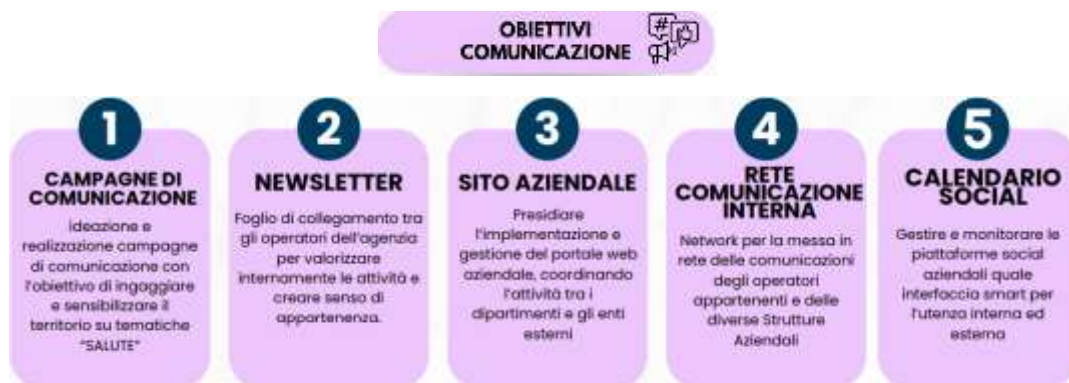 OBIETTIVI
COMUNICAZIONE
#
1
CAMPAGNE DI
COMUNICAZIONE
ideazione e
realizzazione campagne
di comunicazione con
l'obiettivo di ingaggiare
e sensibilizzare il
territorio su tematiche
"SALUTE"
2
NEWSLETTER
Foglio di collegamento tra
gli operatori dell'agenzia
per valorizzare
internamente le attività e
creare senso di
appartenenza.
3
SITO AZIENDALE
Presidiare
l'implementazione e
gestione del portale web
aziendale, coordinando
l'attività tra i
dipartimenti e gli enti
esterni
4
RETE
COMUNICAZIONE
INTERNA
Network per la messa in
rete delle comunicazioni
degli operatori
appartenenti e delle
diverse Strutture
Aziendali
5
CALENDARIO
SOCIAL
Gestire e monitorare le
piattaforme social
aziendali quale
interfaccia smart per
l'utenza interna ed
esterna